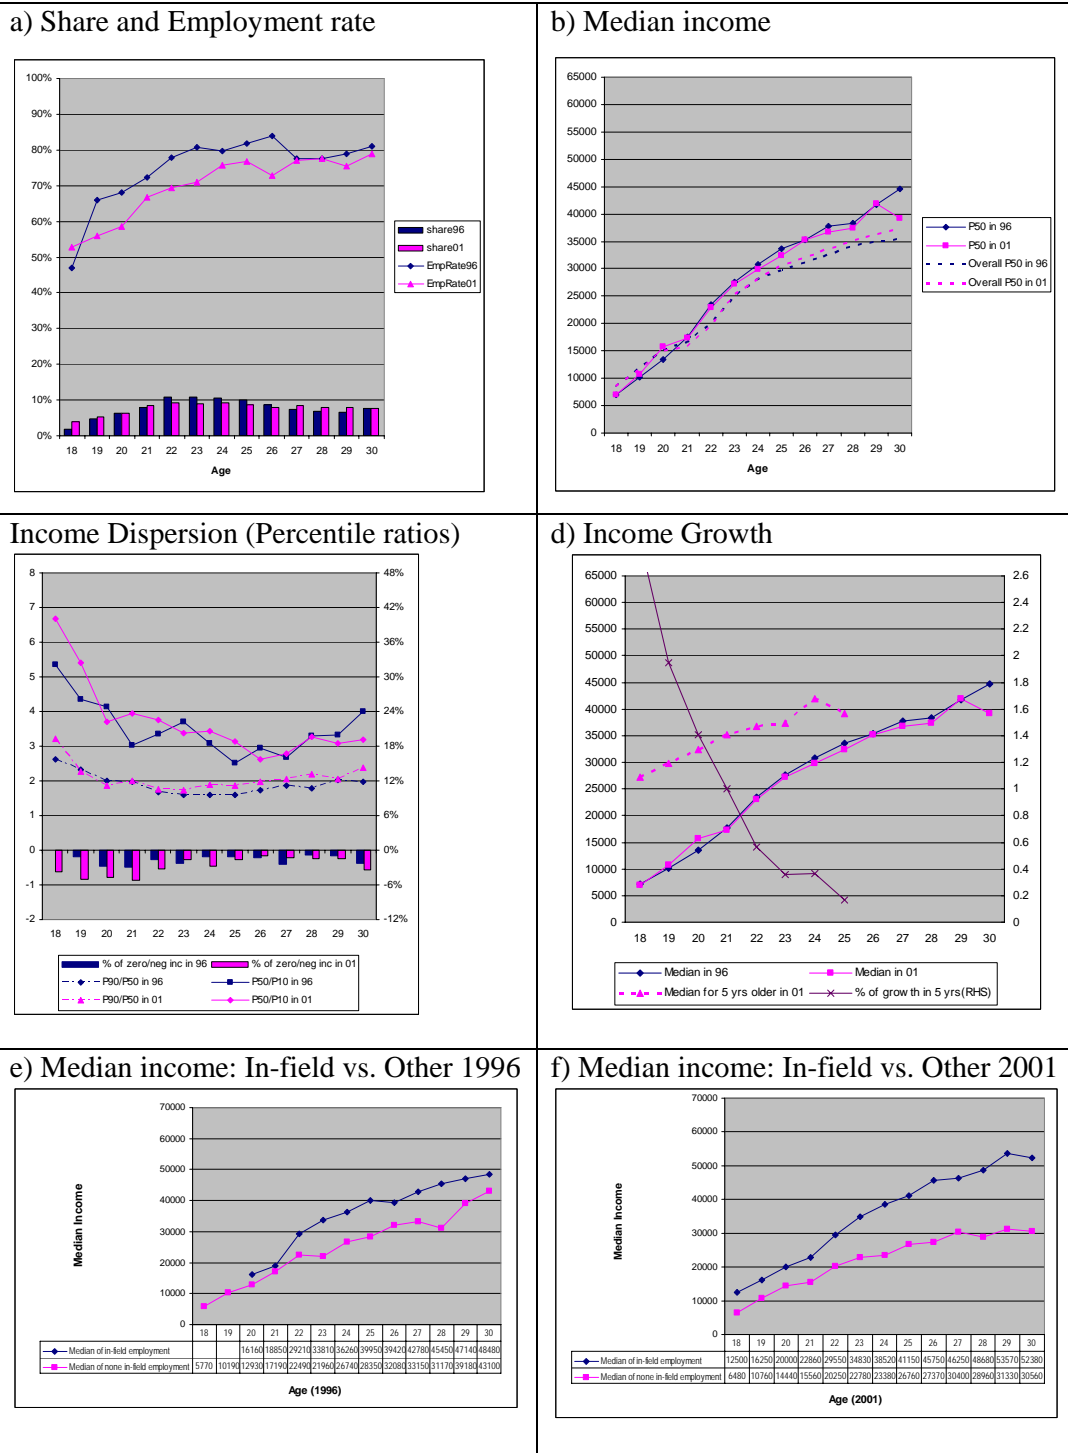 a) Share and Employment rate
100%
90%
80%
70%
60%
50%
40%
30%
20%
10%
0%
18 19 20 21 22 23 24 25 26 27 28 29 30
Age
share96
share01
EmpRate96
EmpRate01
b) Median income
65000
60000
55000
50000
45000
40000
35000
30000
25000
20000
15000
10000
5000
0
18 19 20 21 22 23 24 25 26 27 28 29 30
Age
P50 in 96
P50 in 01
Overall P50 in 96
Overall P50 in 01
Income Dispersion (Percentile ratios)
8 48%
7 42%
6 36%
5 30%
4 24%
3 18%
2 12%
1 6%
0 0%
-1 -6%
-2 -12%
18 19 20 21 22 23 24 25 26 27 28 29 30
% of zero/neg inc in 96 % of zero/neg inc in 01
P90/P50 in 96 P50/P10 in 96
P90/P50 in 01 P50/P10 in 01
d) Income Growth
65000 2.6
60000 2.4
55000 2.2
50000 2
45000 1.8
40000 1.6
35000 1.4
30000 1.2
25000 1
20000 0.8
15000 0.6
10000 0.4
5000 0.2
0 0
18 19 20 21 22 23 24 25 26 27 28 29 30
Median in 96 Median in 01
Median for 5 yrs older in 01 % of growth in 5 yrs(RHS)
e) Median income: In-field vs. Other 1996
Median Income
70000
60000
50000
40000
30000
20000
10000
0
18 19 20 21 22 23 24 25 26 27 28 29 30
Median of in-field employment 16160 18850 29210 33810 36260 39950 39420 42780 45450 47140 48480
Median of none in-field employment 5770 10190 12930 17190 22490 21960 26740 28350 32080 33150 31170 39180 43100
Age (1996)
f) Median income: In-field vs. Other 2001
Median Income
70000
60000
50000
40000
30000
20000
10000
0
18 19 20 21 22 23 24 25 26 27 28 29 30
Median of in-field employment 12500 16250 20000 22860 29550 34830 38520 41150 45750 46250 48680 53570 52380
Median of none in-field employment 6480 10760 14440 15560 20250 22780 23380 26760 27370 30400 28960 31330 30560
Age (2001)